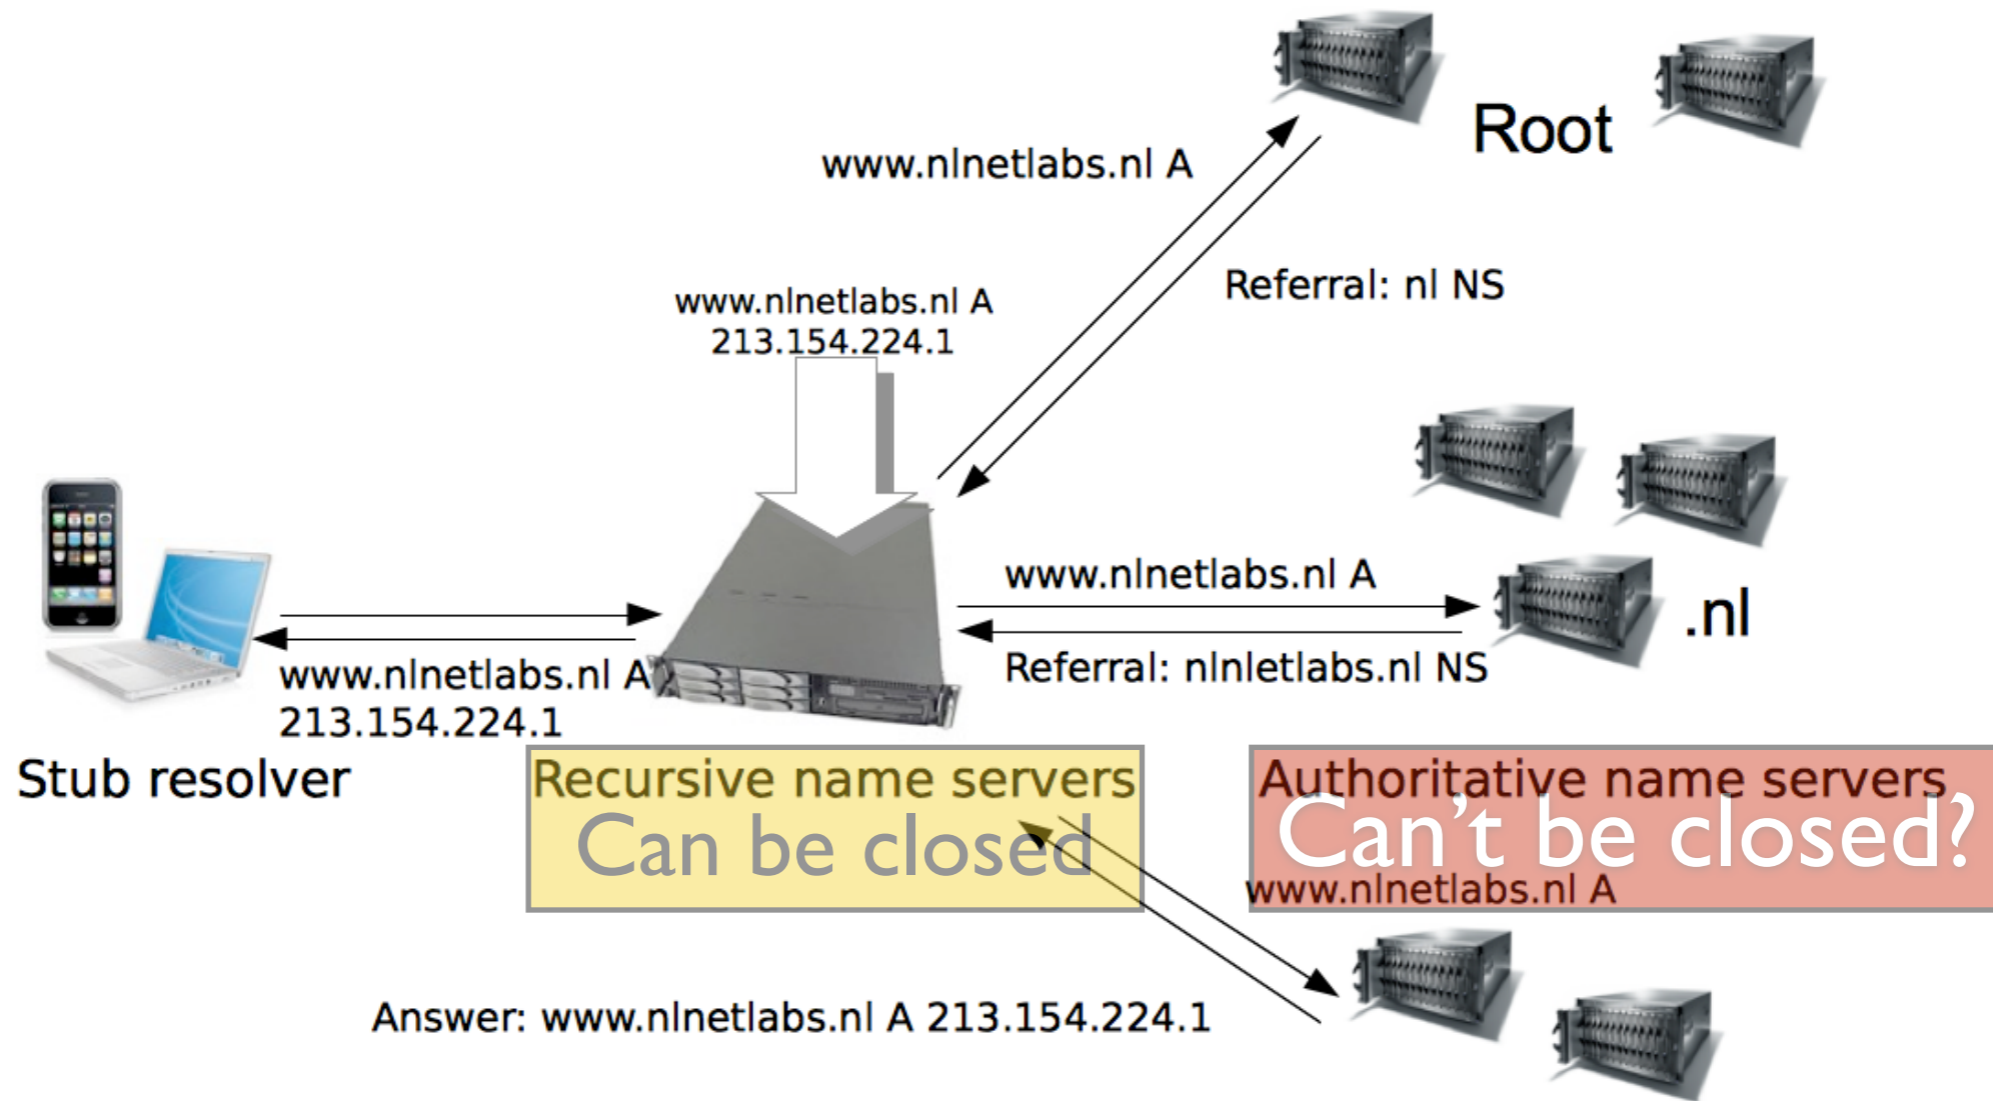 Root
www.nlnetlabs.nl A
Referral: nl NS
www.nlnetlabs.nl A
213.154.224.1
www.nlnetlabs.nl A
.nl
Referral: nlnletlabs.nl NS
www.nlnetlabs.nl A
213.154.224.1
Stub resolver
Recursive name servers
Can be closed
Authoritative name servers
Can't be closed?
www.nlnetlabs.nl A
Answer: www.nlnetlabs.nl A 213.154.224.1